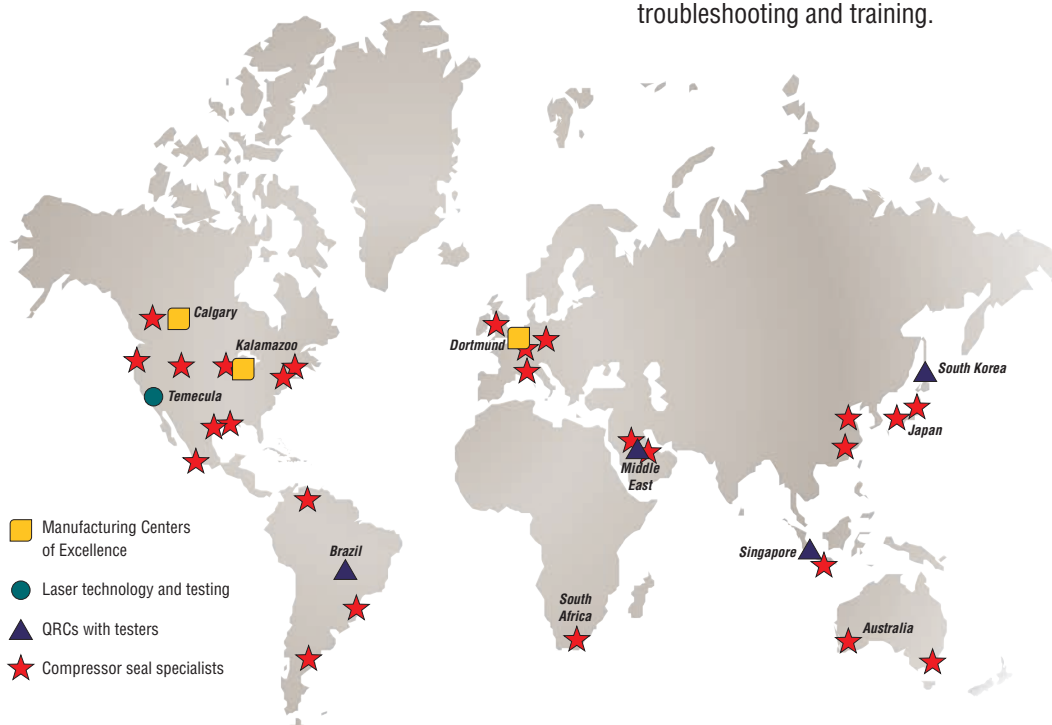 troubleshooting and training.
Calgary
Kalamazoo
Dortmund
Temecula
South Korea
Japan
Middle
East
Manufacturing Centers
of Excellence
Brazil
Singapore
Laser technology and testing
South
Africa
QRCs with testers
Australia
Compressor seal specialists